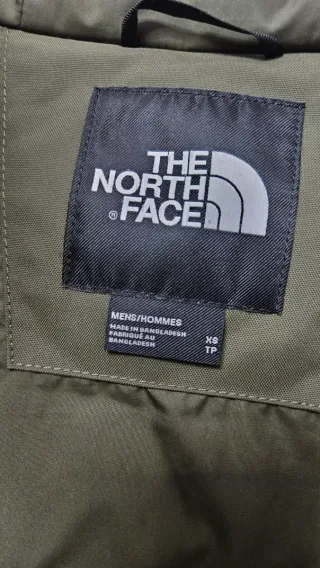 THE
NORTH
® FACE
MENS/HOMMES
MADE IN BANGLADESH
FABRIQUÉ AU
BANGLADESH
XS
TP